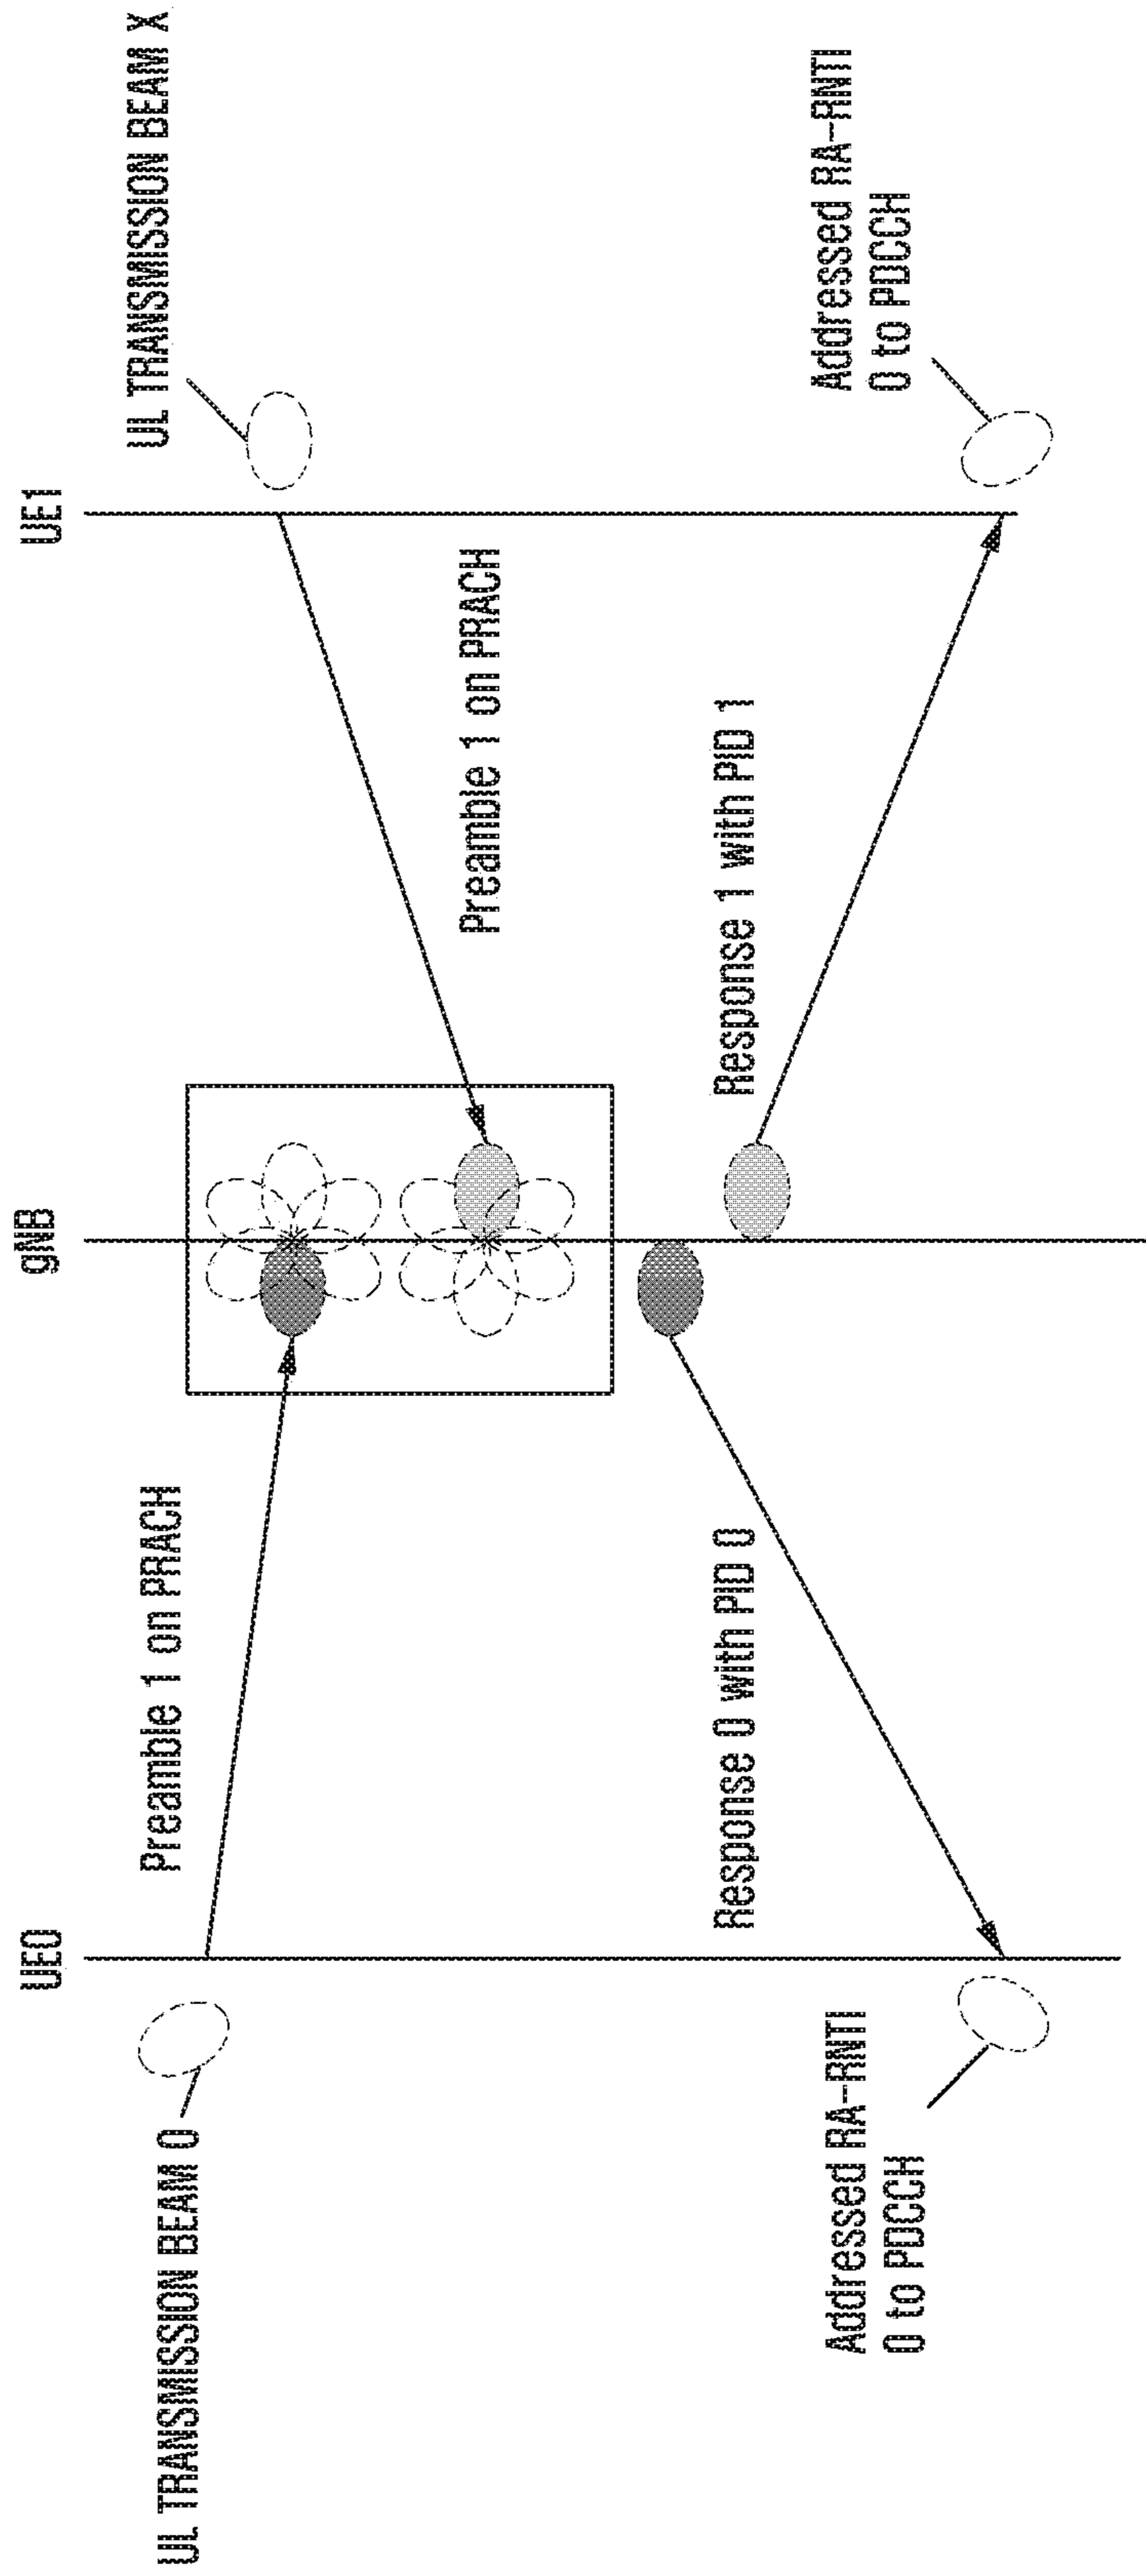 UE0
gNB
UE1
UL TRANSMISSION BEAM 0
Preamble 1 on PRACH
UL TRANSMISSION BEAM X
Preamble 1 on PRACH
Response 0 with PID 0
Response 1 with PID 1
Addressed RA-RNTI
0 to PDCCH
Addressed RA-RNTI
0 to PDCCH